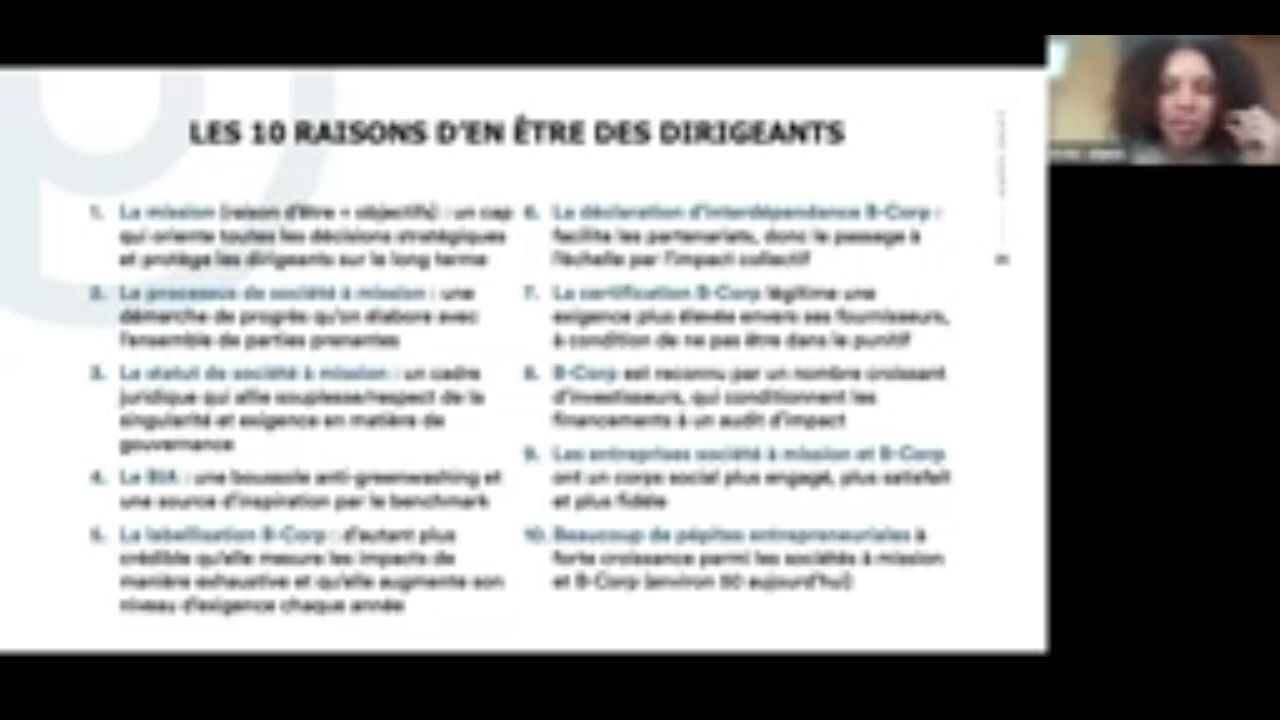 LES 10 RAISONS D'EN ÊTRE DES DIRIGEANTS
1. La mission (raison d'être + objectifs) : un cap
qui oriente toutes les décisions stratégiques
et protège les dirigeants sur le long terme
2. Le processus de société à mission : une
démarche de progrès qu'on élabore avec
l'ensemble de parties prenantes
3. Le statut de société à mission : un cadre
juridique qui allie souplesse/respect de la
singularité et exigence en matière de
gouvernance
4. Le BIA : une boussole anti-greenwashing et
une source d'inspiration par le benchmark
5. La labellisation B-Corp : d'autant plus
crédible qu'elle mesure les impacts de
manière exhaustive et qu'elle augmente son
niveau d'exigence chaque année
6. La déclaration d'interdépendance B-Corp :
facilite les partenariats, donc le passage à
l'échelle par l'impact collectif
7. La certification B-Corp légitime une
exigence plus élevée envers ses fournisseurs,
à condition de ne pas être dans le punitif
8. B-Corp est reconnu par un nombre croissant
d'investisseurs, qui conditionnent les
financements à un audit d'impact
9. Les entreprises société à mission et B-Corp
ont un corps social plus engagé, plus satisfait
et plus fidèle
10. Beaucoup de pépites entrepreneuriales à
forte croissance parmi les sociétés à mission
et B-Corp (environ 50 aujourd'hui)